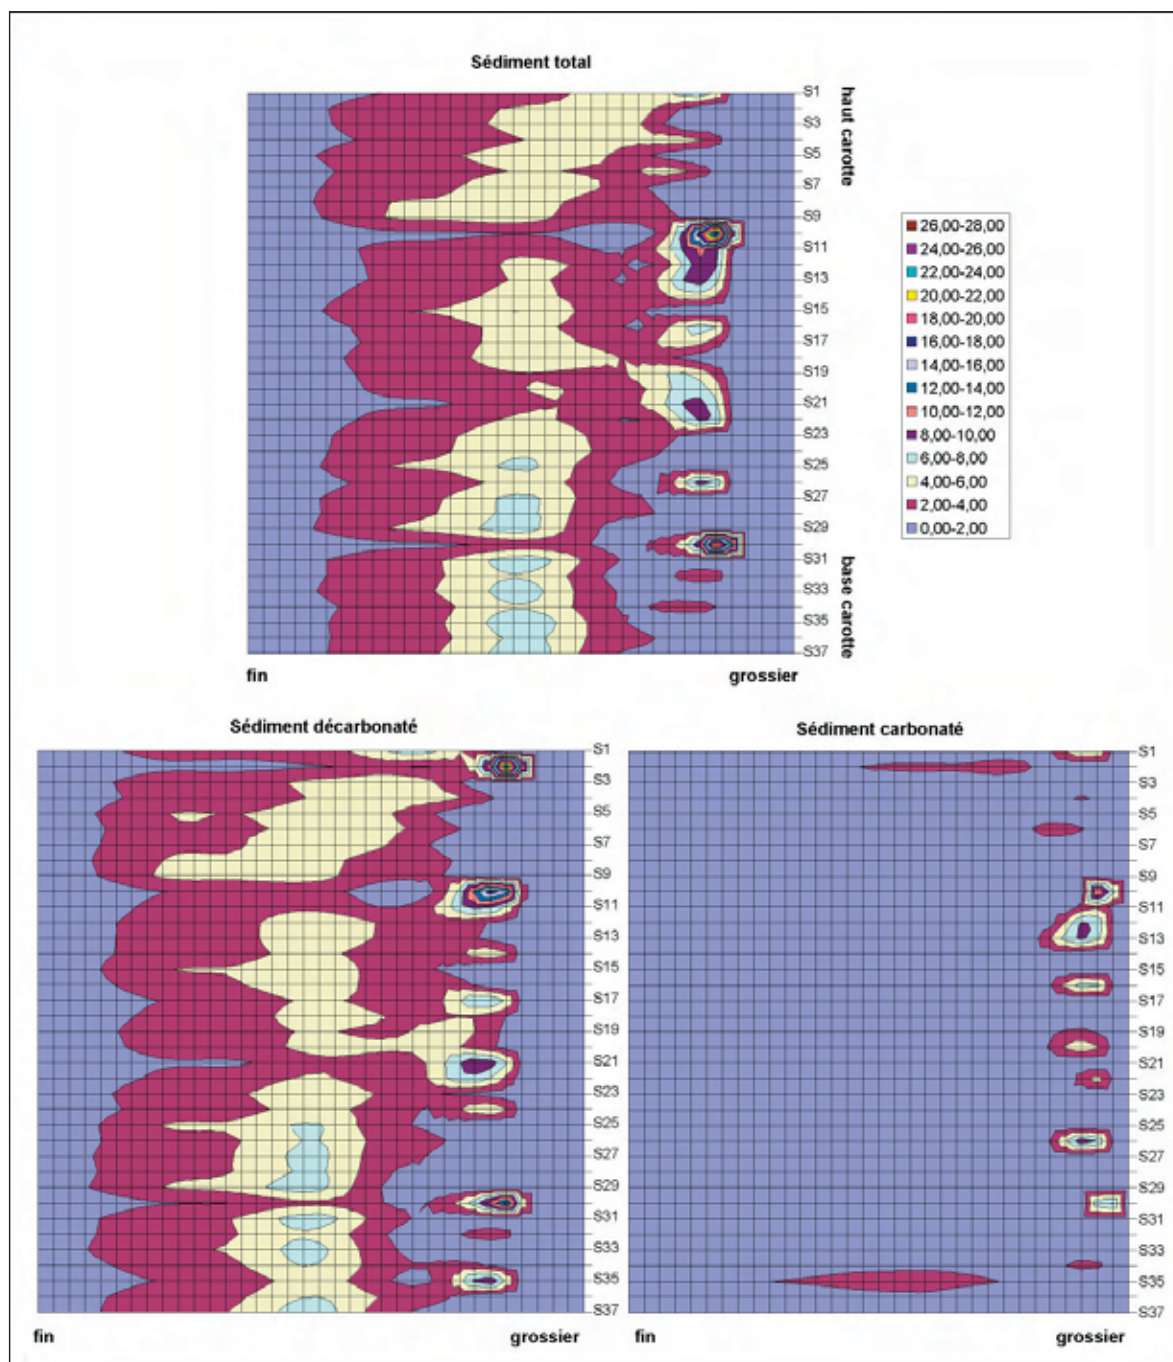 Sédiment total
S1
S3
S5
S7
S9
S11
S13
S15
S17
S19
S21
S23
S25
S27
S29
S31
S33
S35
S37
haut carotte
base carotte
fin
grossier
26,00-28,00
24,00-26,00
22,00-24,00
20,00-22,00
18,00-20,00
16,00-18,00
14,00-16,00
12,00-14,00
10,00-12,00
8,00-10,00
6,00-8,00
4,00-6,00
2,00-4,00
0,00-2,00
Sédiment décarbonaté
S1
S3
S5
S7
S9
S11
S13
S15
S17
S19
S21
S23
S25
S27
S29
S31
S33
S35
S37
fin
grossier
Sédiment carbonaté
S1
S3
S5
S7
S9
S11
S13
S15
S17
S19
S21
S23
S25
S27
S29
S31
S33
S35
S37
fin
grossier